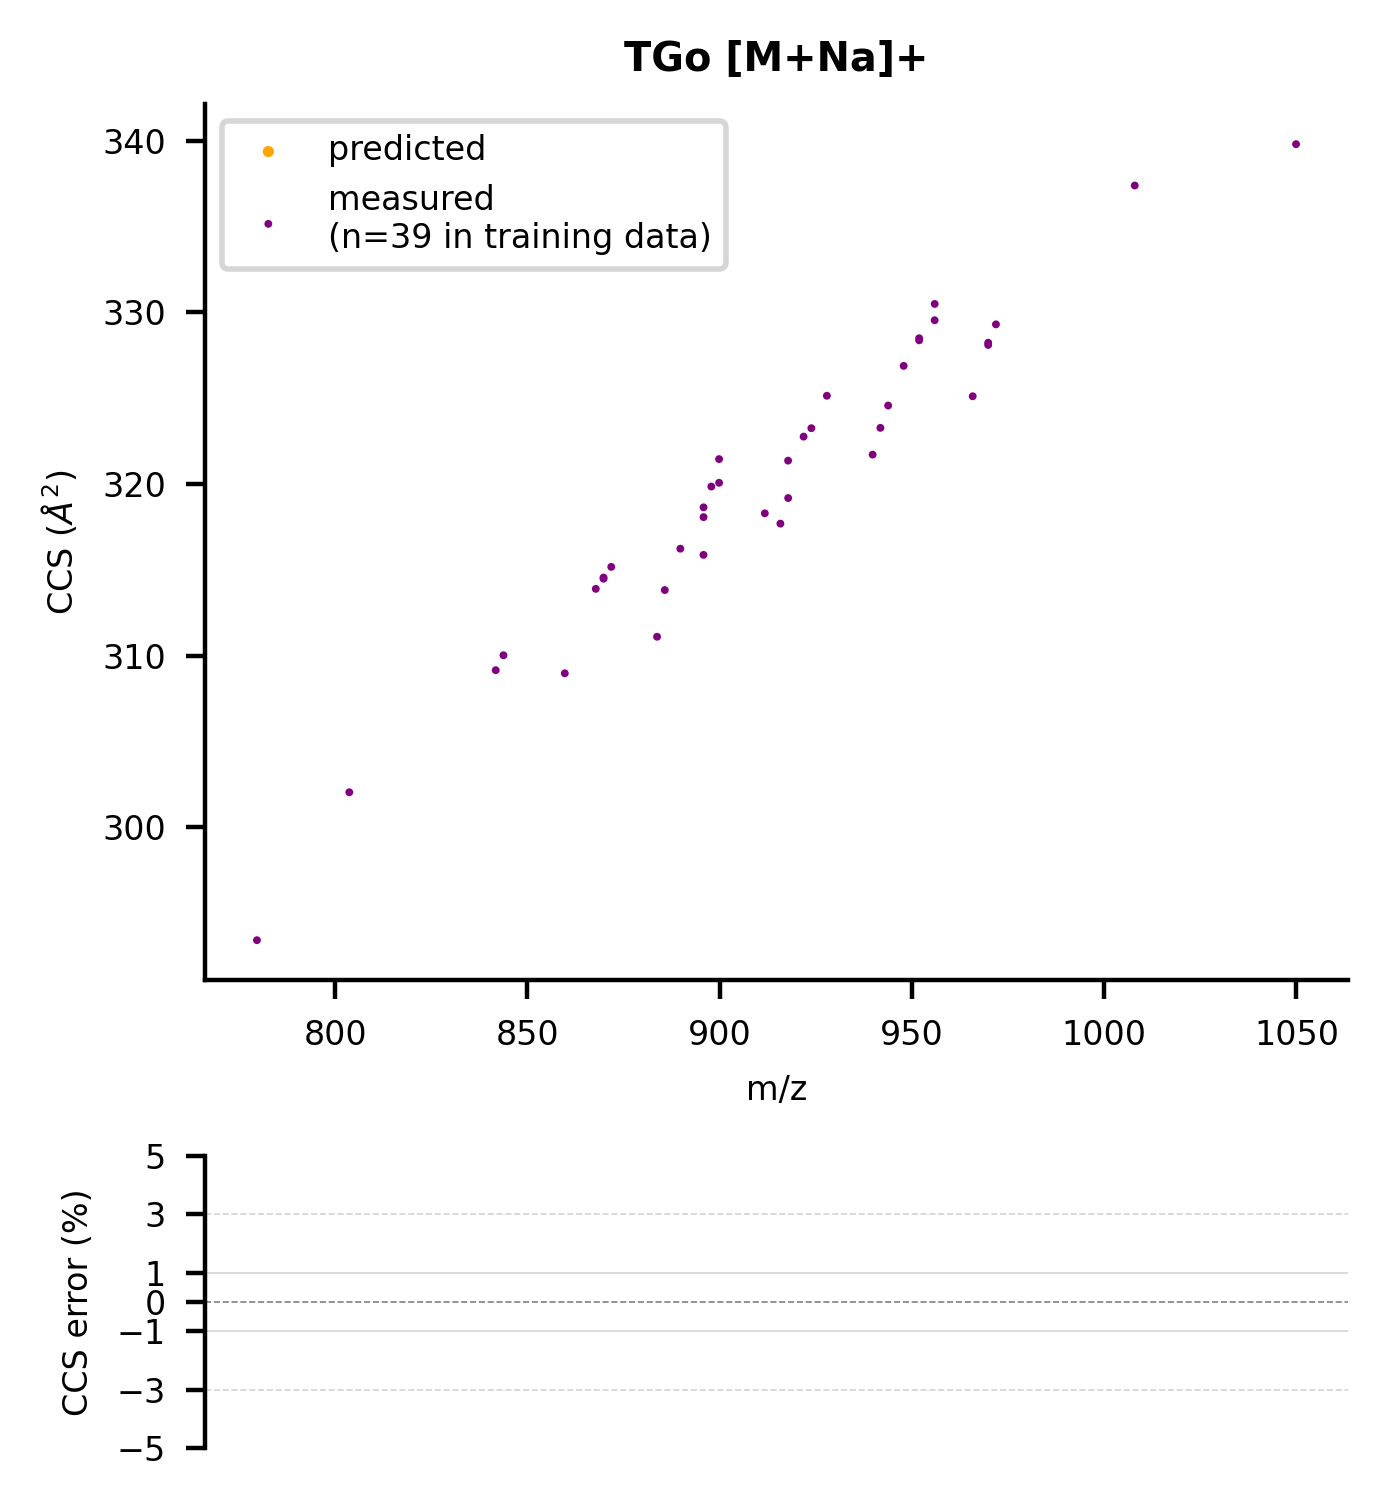 TGo [M+Na]+
predicted
measured
(n=39 in training data)
340
330
320
310
300
CCS (Å²)
800 850 900 950 1000 1050
m/z
5
3
1
0
−1
−3
−5
CCS error (%)